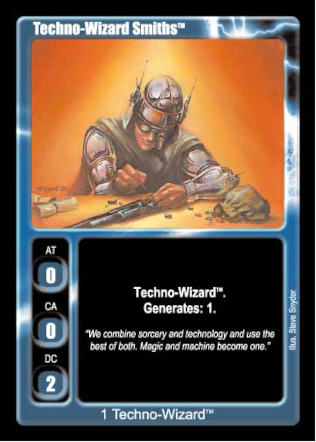 Techno-Wizard Smiths™
AT
0
CA
0
DC
2
Techno-Wizard™.
Generates: 1.
"We combine sorcery and technology and use the
best of both. Magic and machine become one."
Illus. Steve Snyder
1 Techno-Wizard™